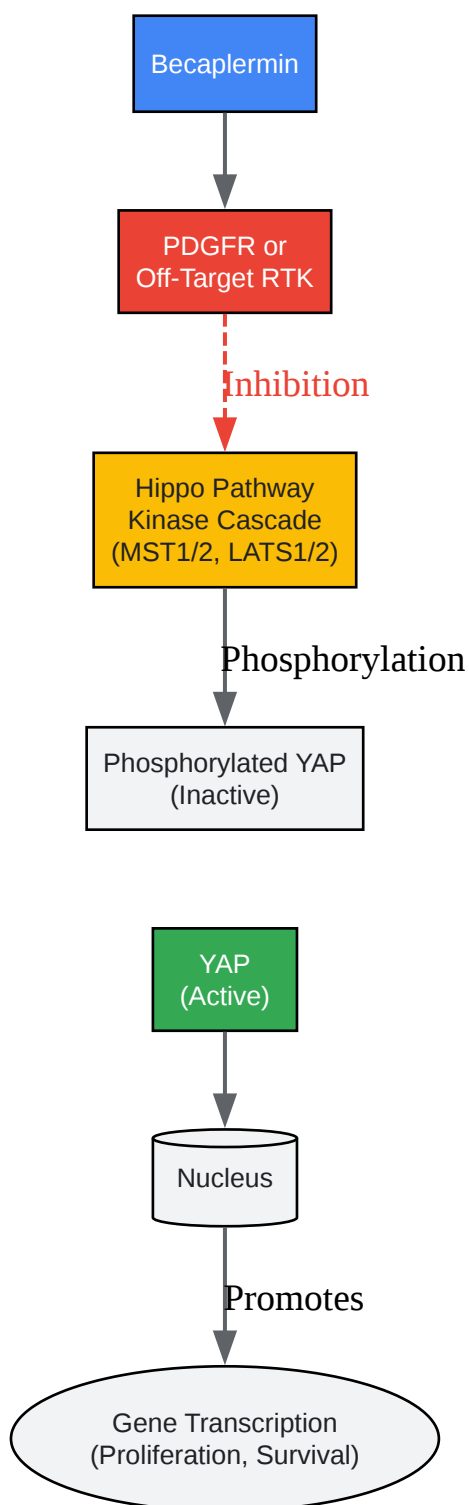 Becaplermin
PDGFR or
Off-Target RTK
Inhibition
Hippo Pathway
Kinase Cascade
(MST1/2, LATS1/2)
Phosphorylation
Phosphorylated YAP
(Inactive)
YAP
(Active)
Nucleus
Promotes
Gene Transcription
(Proliferation, Survival)